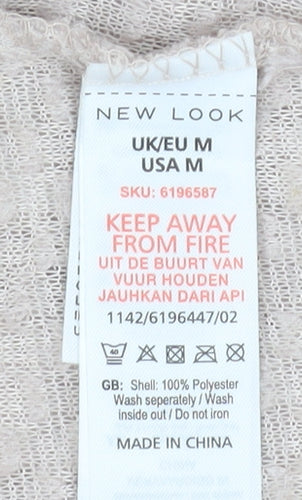 NEW LOOK
UK/EU M
USA M
SKU: 6196587
KEEP AWAY
FROM FIRE
UIT DE BUURT VAN
VUUR HOUDEN
JAUHKAN DARI API
1142/6196447/02
40
GB: Shell: 100% Polyester
Wash seperately / Wash
inside out / Do not iron
MADE IN CHINA